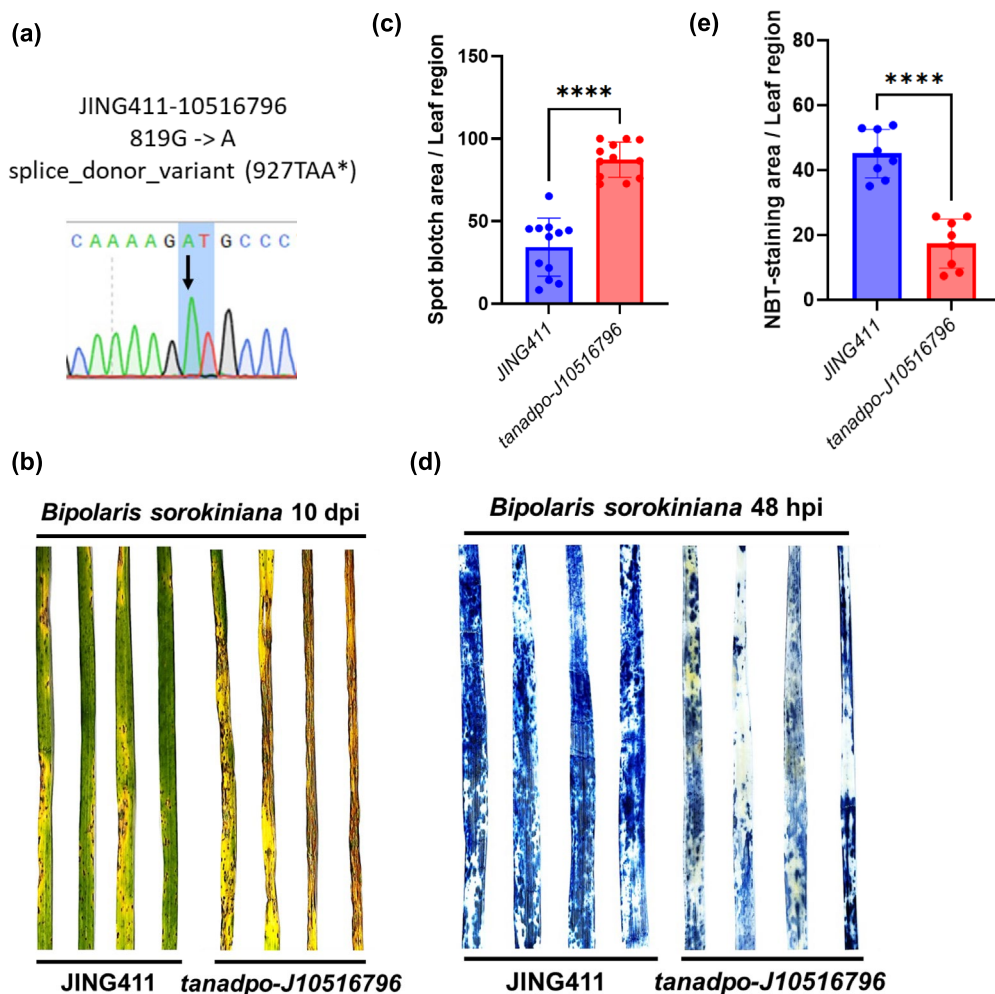 (a)
JING411-10516796
819G -> A
splice_donor_variant (927TAA*)
C A A A A G A T G C C C
(c)
Spot blotch area / Leaf region
150
100
50
0
****
JING411
tanadpo-J10516796
(e)
NBT-staining area / Leaf region
80
60
40
20
0
****
JING411
tanadpo-J10516796
(b)
Bipolaris sorokiniana 10 dpi
JING411
tanadpo-J10516796
(d)
Bipolaris sorokiniana 48 hpi
JING411
tanadpo-J10516796